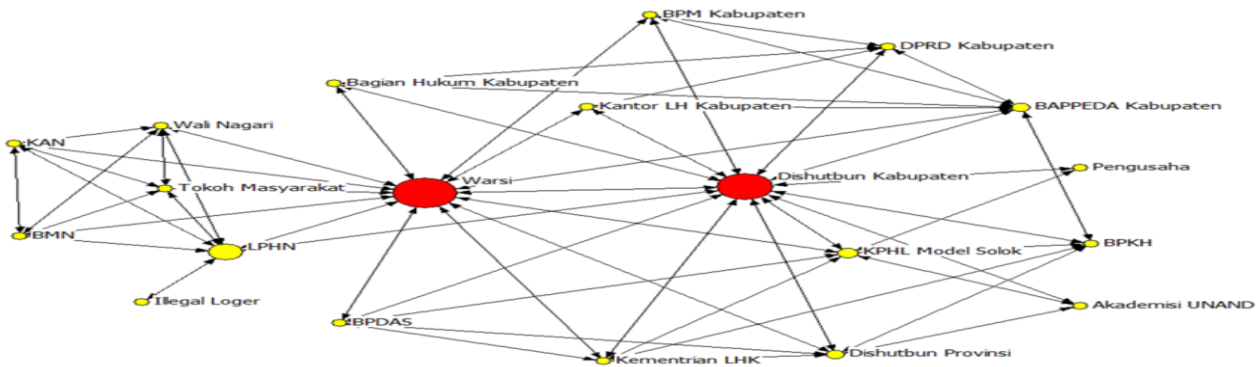 BPM Kabupaten
DPRD Kabupaten
Bagian Hukum Kabupaten
Kantor LH Kabupaten
BAPPEDA Kabupaten
Wali Nagari
KAN
Pengusaha
Warsi
Dishutbun Kabupaten
Tokoh Masyarakat
BMN
LPHN
BPKH
KPHL Model Solok
Illegal Loger
Akademisi UNAND
BPDAS
Dishutbun Provinsi
Kementrian LHK